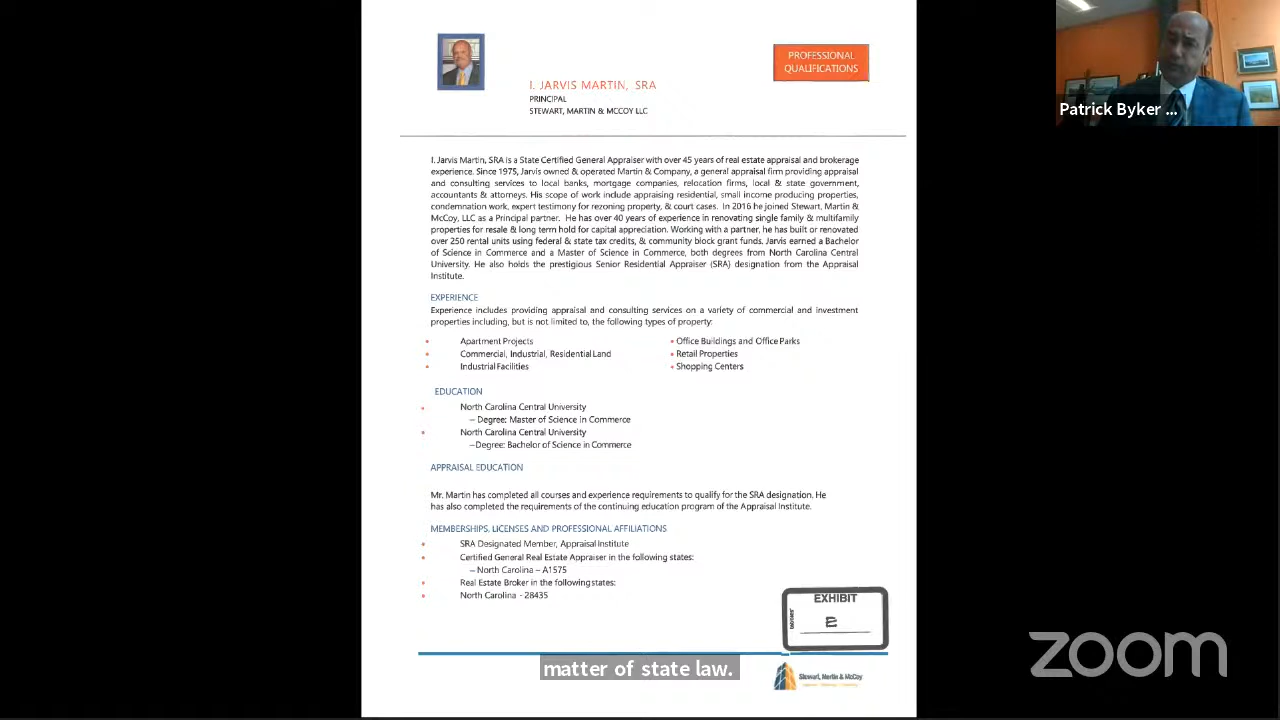 PROFESSIONAL
QUALIFICATIONS
I. JARVIS MARTIN, SRA
PRINCIPAL
STEWART, MARTIN & MCCOY LLC
Patrick Byker ...
I. Jarvis Martin, SRA is a State Certified General Appraiser with over 45 years of real estate appraisal and brokerage
experience. Since 1975, Jarvis owned & operated Martin & Company, a general appraisal firm providing appraisal
and consulting services to local banks, mortgage companies, relocation firms, local & state government,
accountants & attorneys. His scope of work include appraising residential, small income producing properties,
condemnation work, expert testimony for rezoning property, & court cases. In 2016 he joined Stewart, Martin &
McCoy, LLC as a Principal partner. He has over 40 years of experience in renovating single family & multifamily
properties for resale & long term hold for capital appreciation. Working with a partner, he has built or renovated
over 250 rental units using federal & state tax credits, & community block grant funds. Jarvis earned a Bachelor
of Science in Commerce and a Master of Science in Commerce, both degrees from North Carolina Central
University. He also holds the prestigious Senior Residential Appraiser (SRA) designation from the Appraisal
Institute.
EXPERIENCE
Experience includes providing appraisal and consulting services on a variety of commercial and investment
properties including, but is not limited to, the following types of property:
• Apartment Projects
• Commercial, Industrial, Residential Land
• Industrial Facilities
• Office Buildings and Office Parks
• Retail Properties
• Shopping Centers
EDUCATION
• North Carolina Central University
– Degree: Master of Science in Commerce
• North Carolina Central University
– Degree: Bachelor of Science in Commerce
APPRAISAL EDUCATION
Mr. Martin has completed all courses and experience requirements to qualify for the SRA designation. He
has also completed the requirements of the continuing education program of the Appraisal Institute.
MEMBERSHIPS, LICENSES AND PROFESSIONAL AFFILIATIONS
• SRA Designated Member, Appraisal Institute
• Certified General Real Estate Appraiser in the following states:
– North Carolina – A1575
• Real Estate Broker in the following states:
• North Carolina - 28435
EXHIBIT
E
matter of state law.
Stewart, Martin & McCoy
zoom